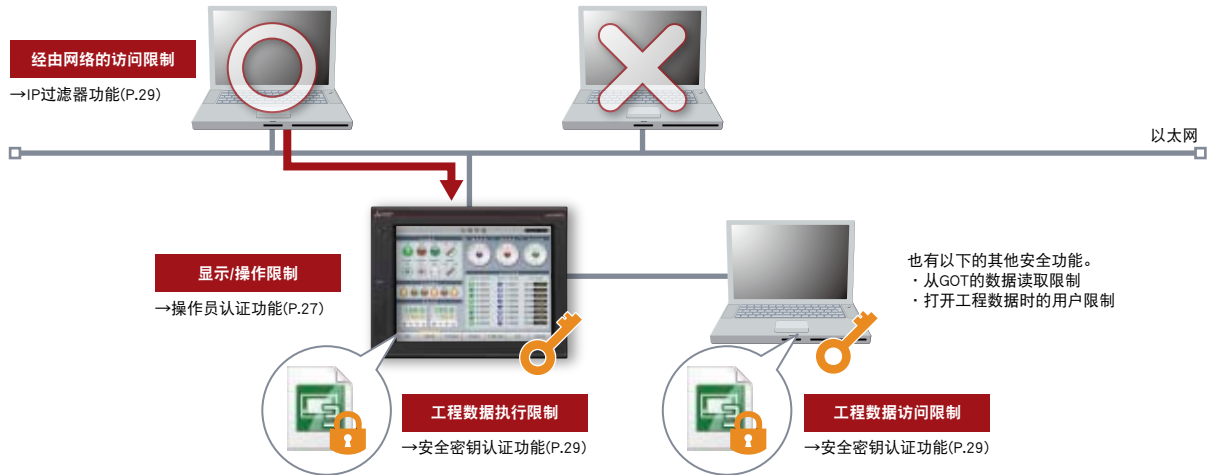 经由网络的访问限制
→IP过滤器功能(P.29)
以太网
显示/操作限制
→操作员认证功能(P.27)
也有以下的其他安全功能。
・从GOT的数据读取限制
・打开工程数据时的用户限制
工程数据执行限制
→安全密钥认证功能(P.29)
工程数据访问限制
→安全密钥认证功能(P.29)